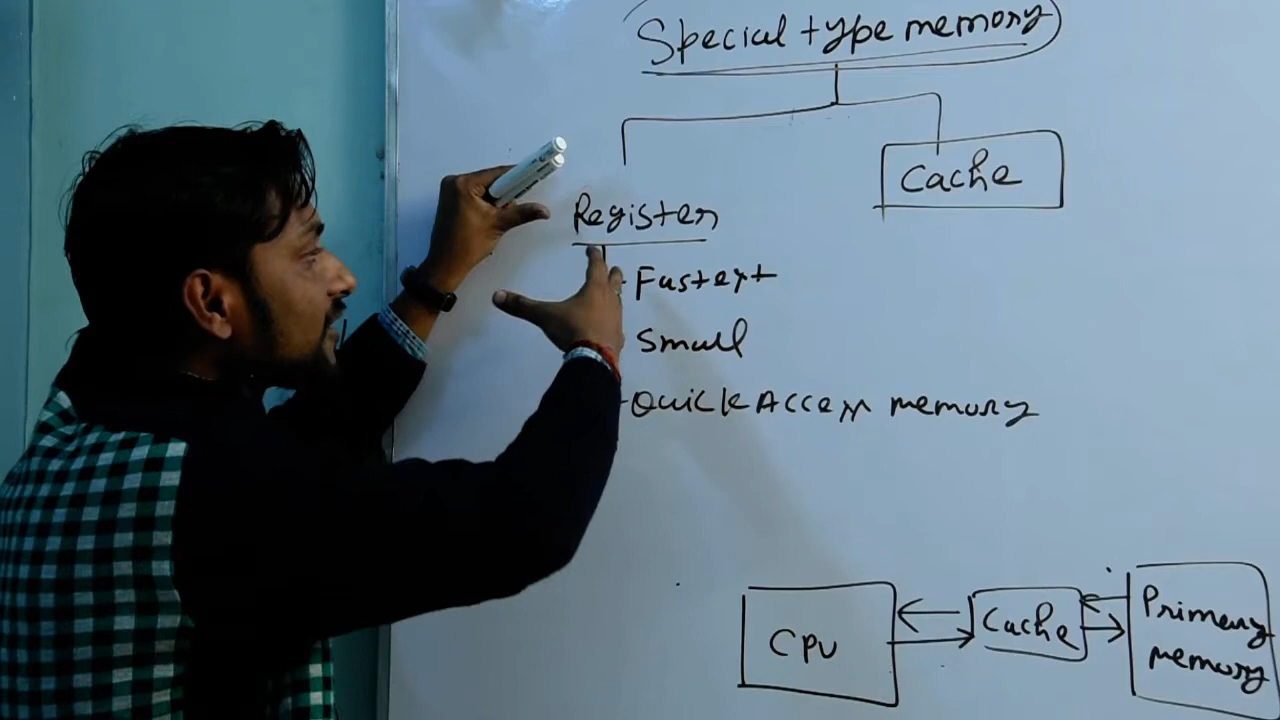 Special type memory
Cache
Register
Fastest
Small
Quick Access memory
CPU
Cache
Primary
memory